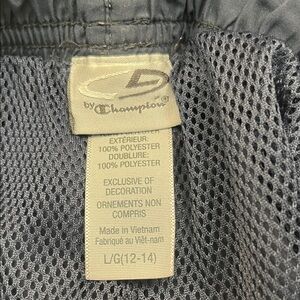 by Champion®
EXTÉRIEUR:
100% POLYESTER
DOUBLURE:
100% POLYESTER
EXCLUSIVE OF
DECORATION
ORNEMENTS NON
COMPRIS
Made in Vietnam
Fabriqué au Viêt-nam
L/G(12-14)